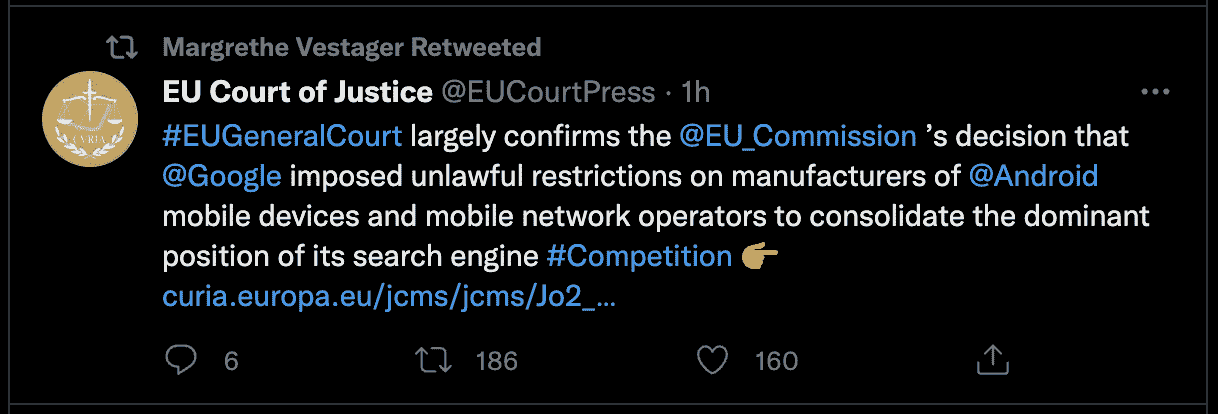 Margrethe Vestager Retweeted
EU Court of Justice @EUCourtPress · 1h
#EUGeneralCourt largely confirms the @EU_Commission ’s decision that
@Google imposed unlawful restrictions on manufacturers of @Android
mobile devices and mobile network operators to consolidate the dominant
position of its search engine #Competition 👉
curia.europa.eu/jcms/jcms/Jo2_...
6 186 160
CVRIA